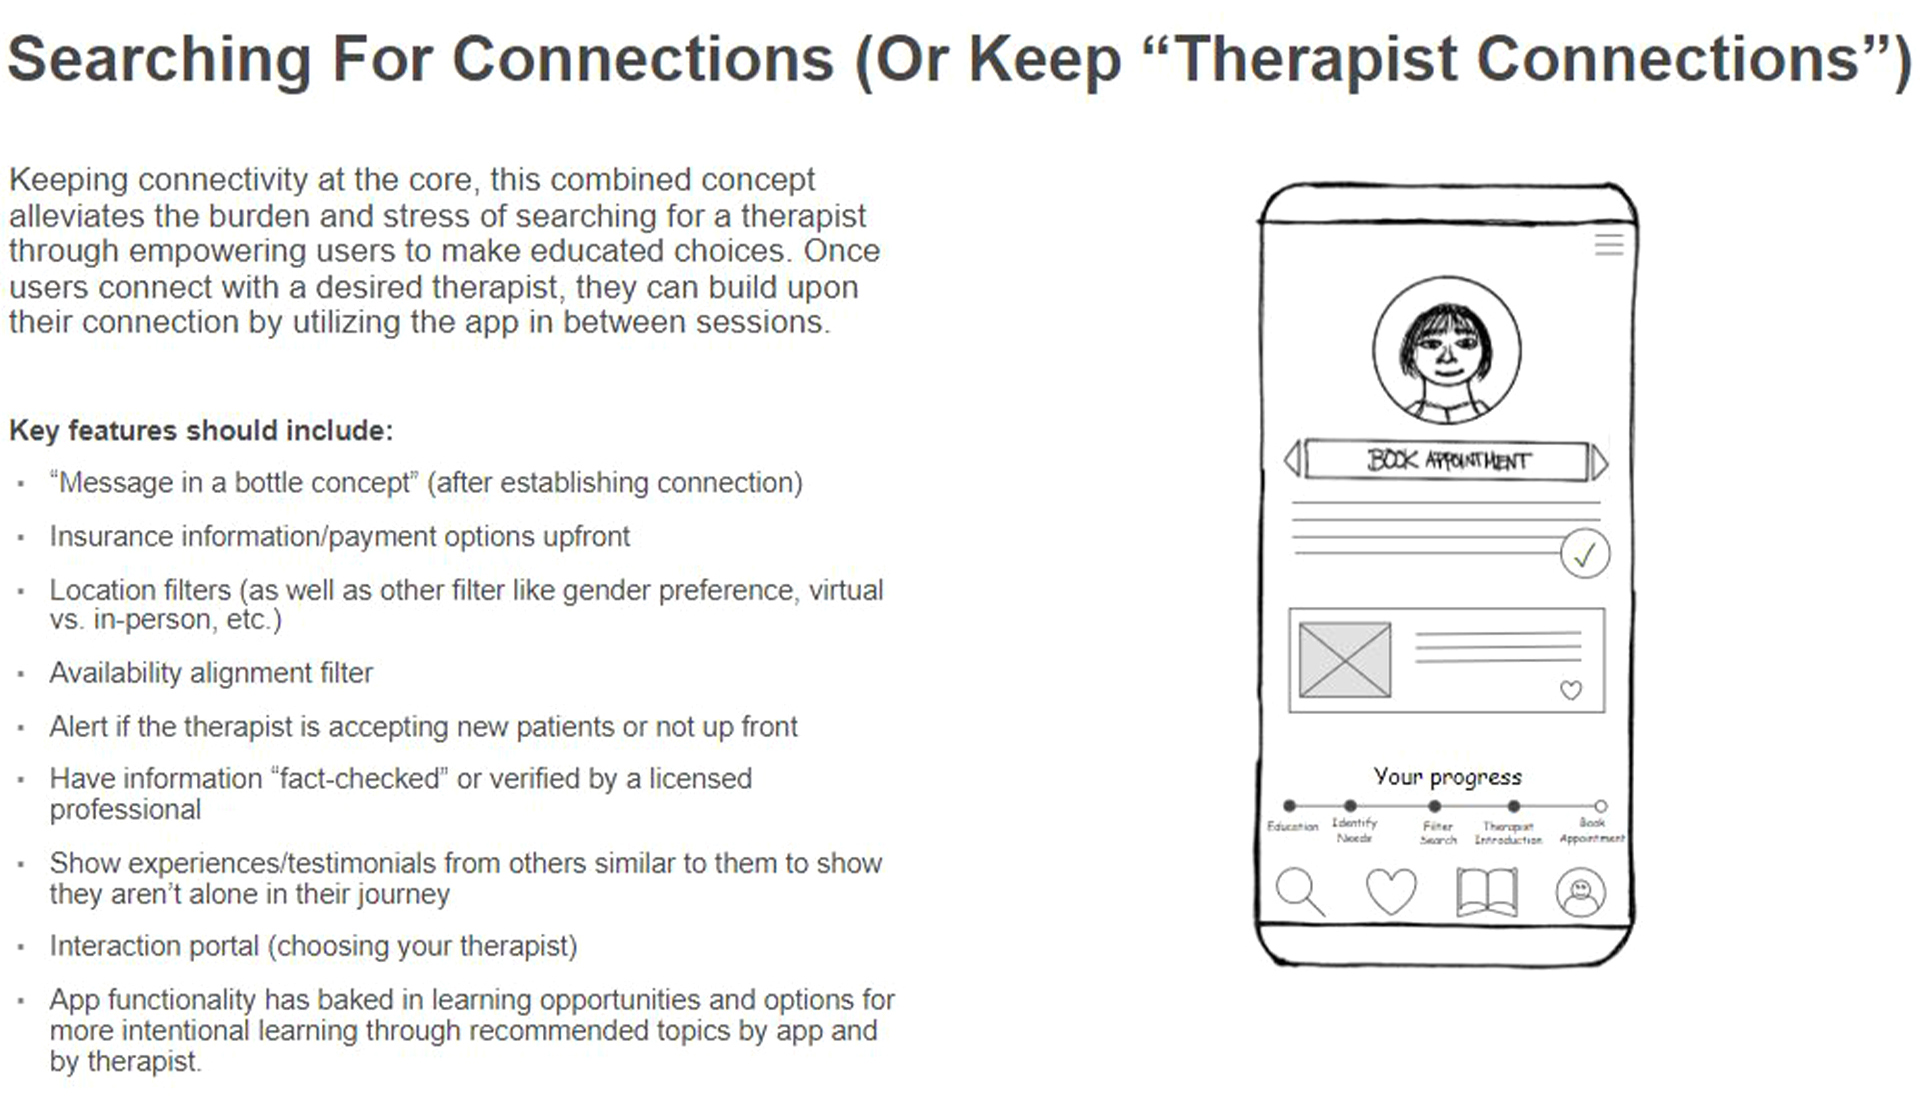 Searching For Connections (Or Keep “Therapist Connections”)
Keeping connectivity at the core, this combined concept
alleviates the burden and stress of searching for a therapist
through empowering users to make educated choices. Once
users connect with a desired therapist, they can build upon
their connection by utilizing the app in between sessions.
Key features should include:
▪ “Message in a bottle concept” (after establishing connection)
▪ Insurance information/payment options upfront
▪ Location filters (as well as other filter like gender preference, virtual
vs. in-person, etc.)
▪ Availability alignment filter
▪ Alert if the therapist is accepting new patients or not up front
▪ Have information “fact-checked” or verified by a licensed
professional
▪ Show experiences/testimonials from others similar to them to show
they aren’t alone in their journey
▪ Interaction portal (choosing your therapist)
▪ App functionality has baked in learning opportunities and options for
more intentional learning through recommended topics by app and
by therapist.
BOOK APPOINTMENT
Your progress
Education
Identify
Needs
Filter
Search
Therapist
Introduction
Book
Appointment